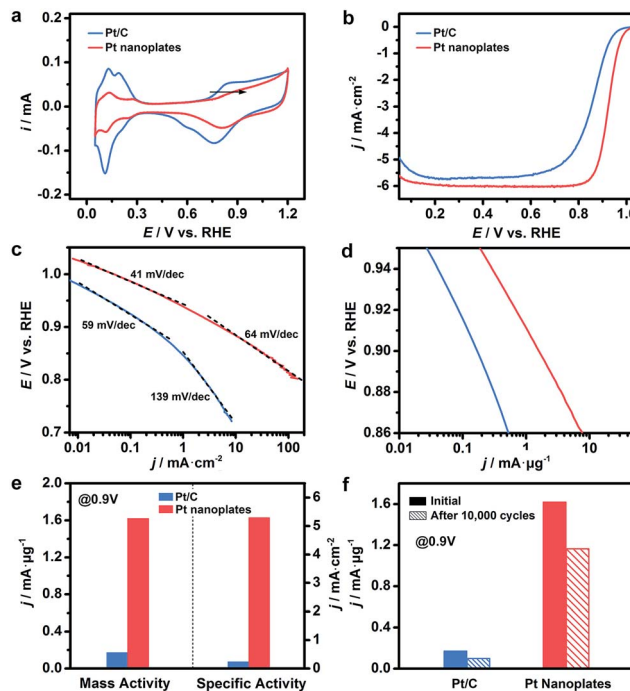 a
Pt/C
Pt nanoplates
i / mA
0.1
0.0
-0.1
-0.2
0.0 0.3 0.6 0.9 1.2
E / V vs. RHE
b
Pt/C
Pt nanoplates
j / mA·cm⁻²
0
-1
-2
-3
-4
-5
-6
0.2 0.4 0.6 0.8 1.0
E / V vs. RHE
c
E / V vs. RHE
1.0
0.9
0.8
0.7
41 mV/dec
59 mV/dec
64 mV/dec
139 mV/dec
0.01 0.1 1 10 100
j / mA·cm⁻²
d
E / V vs. RHE
0.94
0.92
0.90
0.88
0.86
0.01 0.1 1 10
j / mA·μg⁻¹
e
@0.9V
Pt/C
Pt nanoplates
j / mA·μg⁻¹
2.0
1.6
1.2
0.8
0.4
0.0
6
5
4
3
2
1
0
j / mA·cm⁻²
Mass Activity Specific Activity
f
Initial
After 10,000 cycles
@0.9V
j / mA·μg⁻¹
1.6
1.2
0.8
0.4
0.0
Pt/C Pt Nanoplates